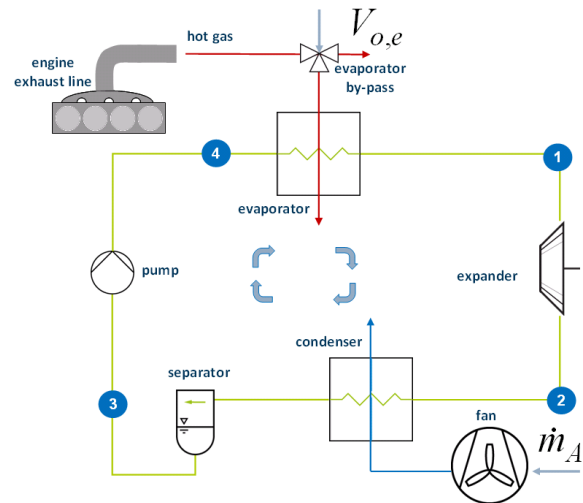 hot gas
V_{o,e}
engine
exhaust line
evaporator
by-pass
4
1
evaporator
pump
expander
condenser
separator
3
2
fan
ṁ_A